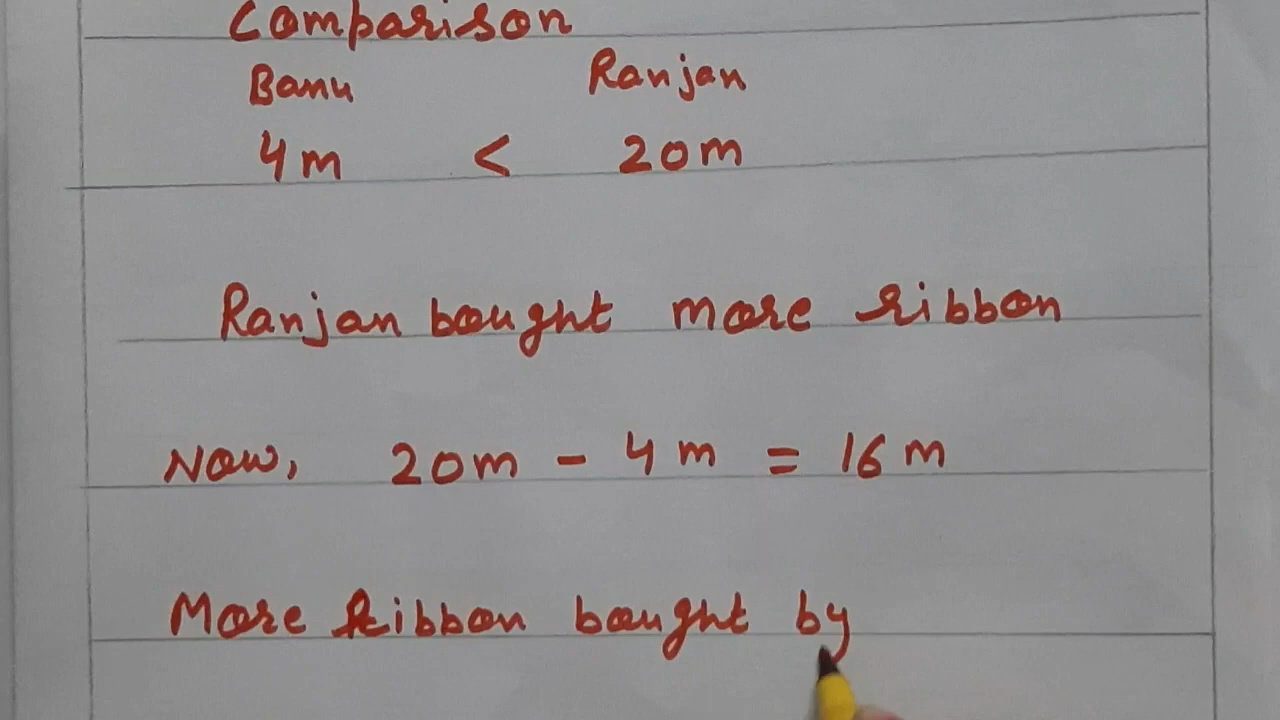 Comparison
Banu Ranjan
4m < 20m
Ranjan bought more ribbon
Now, 20m - 4m = 16m
More Ribbon bought by